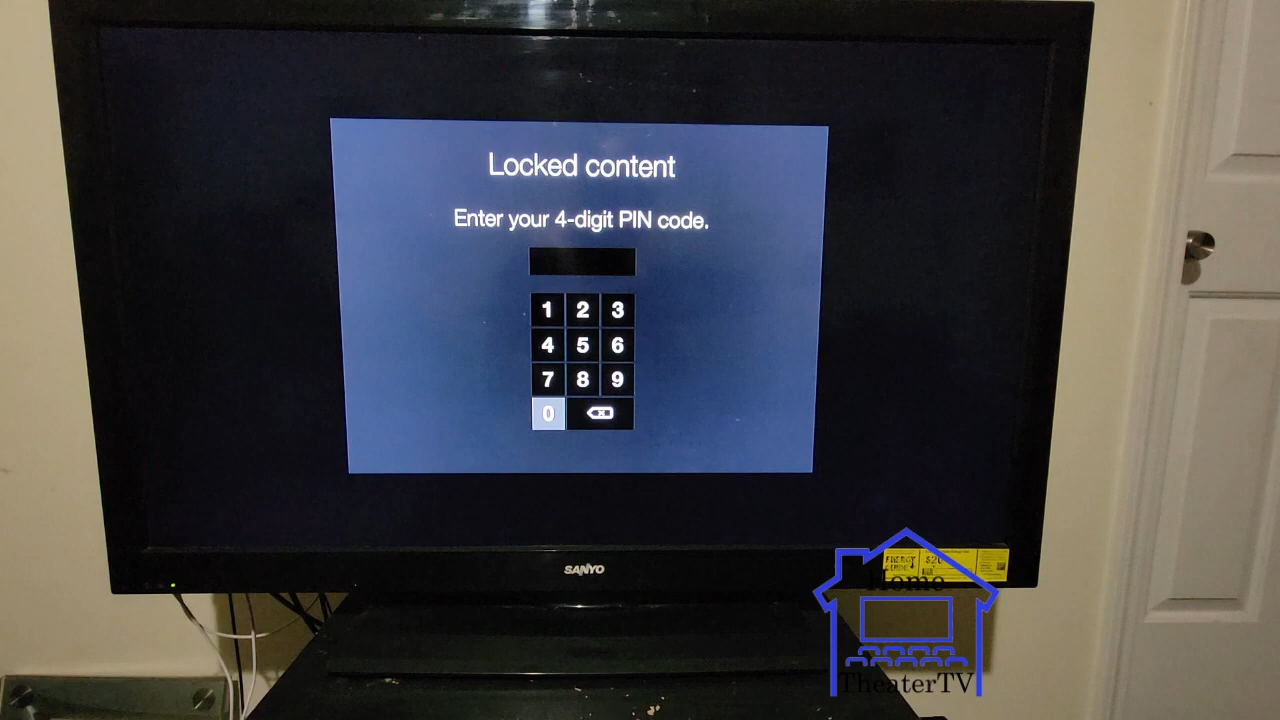 Locked content
Enter your 4-digit PIN code.
1 2 3
4 5 6
7 8 9
0
SANYO
Home
TheaterTV